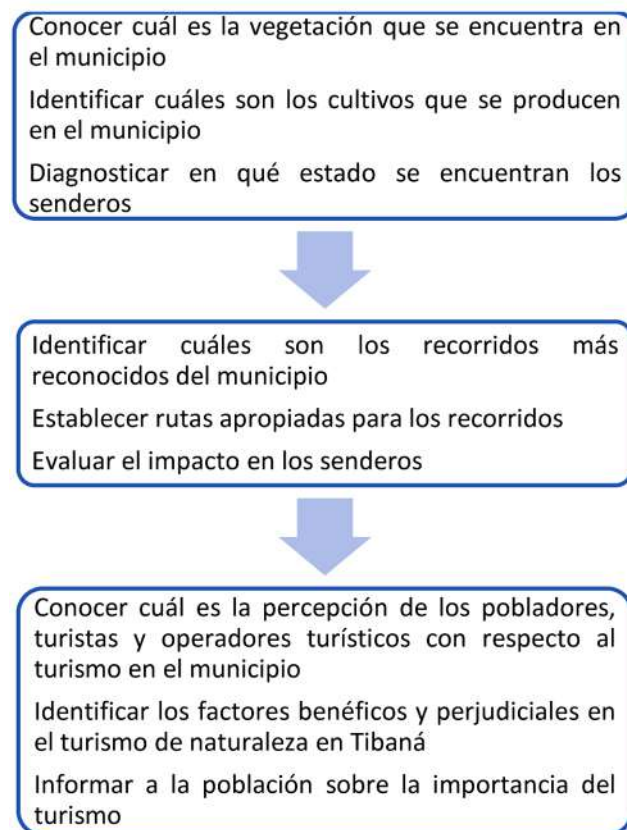 Conocer cuál es la vegetación que se encuentra en
el municipio
Identificar cuáles son los cultivos que se producen
en el municipio
Diagnosticar en qué estado se encuentran los
senderos
Identificar cuáles son los recorridos más
reconocidos del municipio
Establecer rutas apropiadas para los recorridos
Evaluar el impacto en los senderos
Conocer cuál es la percepción de los pobladores,
turistas y operadores turísticos con respecto al
turismo en el municipio
Identificar los factores benéficos y perjudiciales en
el turismo de naturaleza en Tibaná
Informar a la población sobre la importancia del
turismo